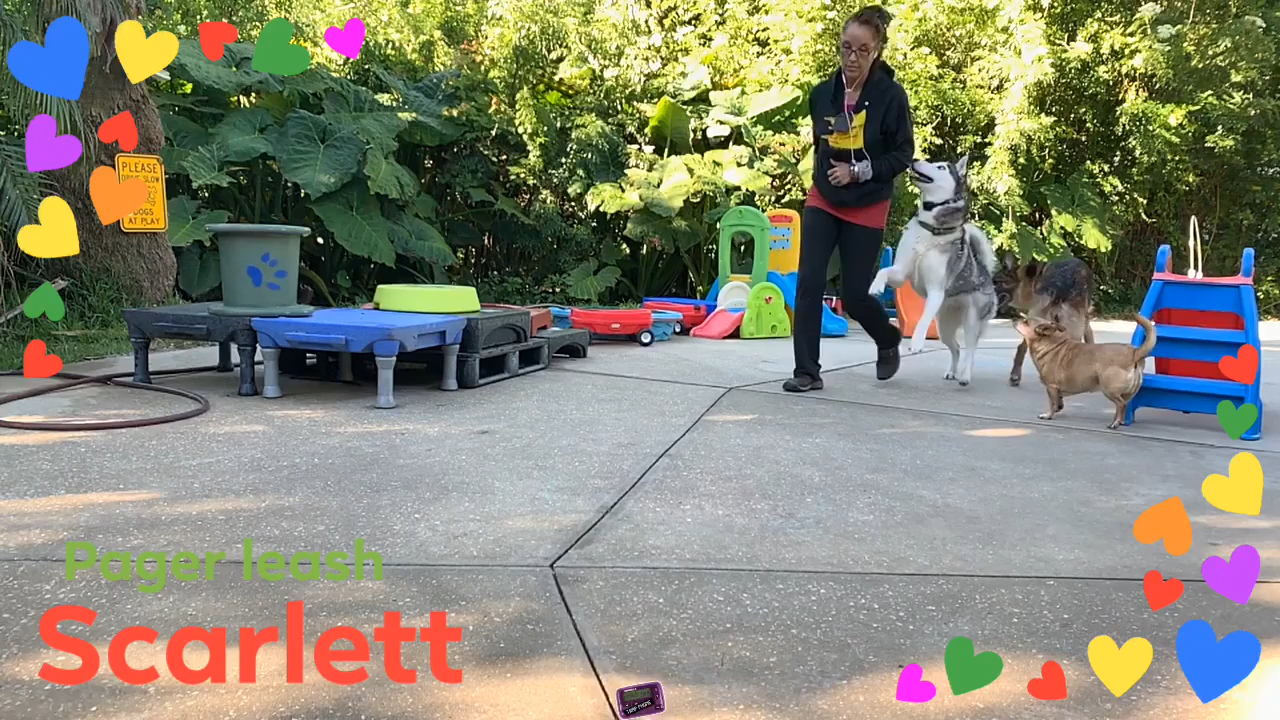 PLEASE
DRIVE SLOW
DOGS
AT PLAY
Pager leash
Scarlett